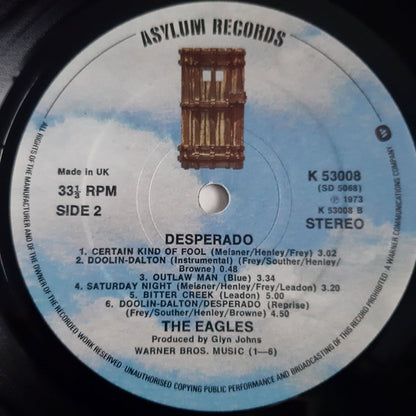 ASYLUM RECORDS
Made in UK
33⅓ RPM
SIDE 2
K 53008
(SD 5068)
Ⓟ 1973
K 53008 B
STEREO
DESPERADO
1. CERTAIN KIND OF FOOL (Meisner/Henley/Frey) 3.02
2. DOOLIN-DALTON (Instrumental) (Frey/Souther/Henley/
Browne) 0.48
3. OUTLAW MAN (Blue) 3.34
4. SATURDAY NIGHT (Meisner/Frey/Henley/Leadon) 3.20
5. BITTER CREEK (Leadon) 5.00
6. DOOLIN-DALTON/DESPERADO (Reprise)
(Frey/Souther/Henley/Browne) 4.50
THE EAGLES
Produced by Glyn Johns
WARNER BROS. MUSIC (1—6)
ALL RIGHTS OF THE MANUFACTURER AND OF THE OWNER OF THE RECORDED WORK RESERVED. UNAUTHORISED COPYING PUBLIC PERFORMANCE AND BROADCASTING OF THIS RECORD PROHIBITED. A WARNER COMMUNICATIONS COMPANY.